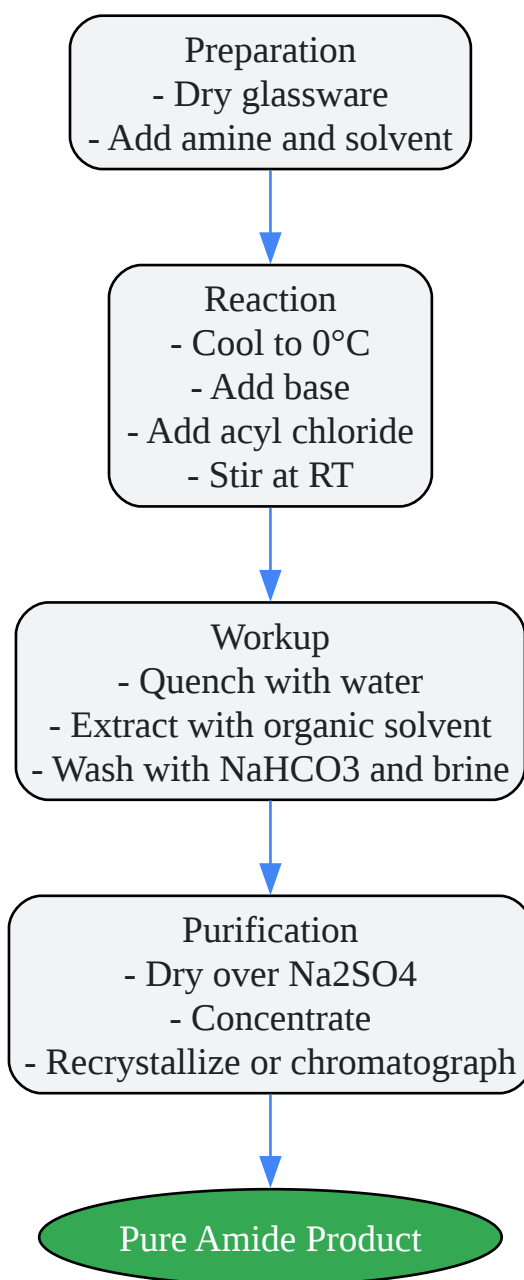 Preparation
- Dry glassware
- Add amine and solvent
Reaction
- Cool to 0°C
- Add base
- Add acyl chloride
- Stir at RT
Workup
- Quench with water
- Extract with organic solvent
- Wash with NaHCO3 and brine
Purification
- Dry over Na2SO4
- Concentrate
- Recrystallize or chromatograph
Pure Amide Product